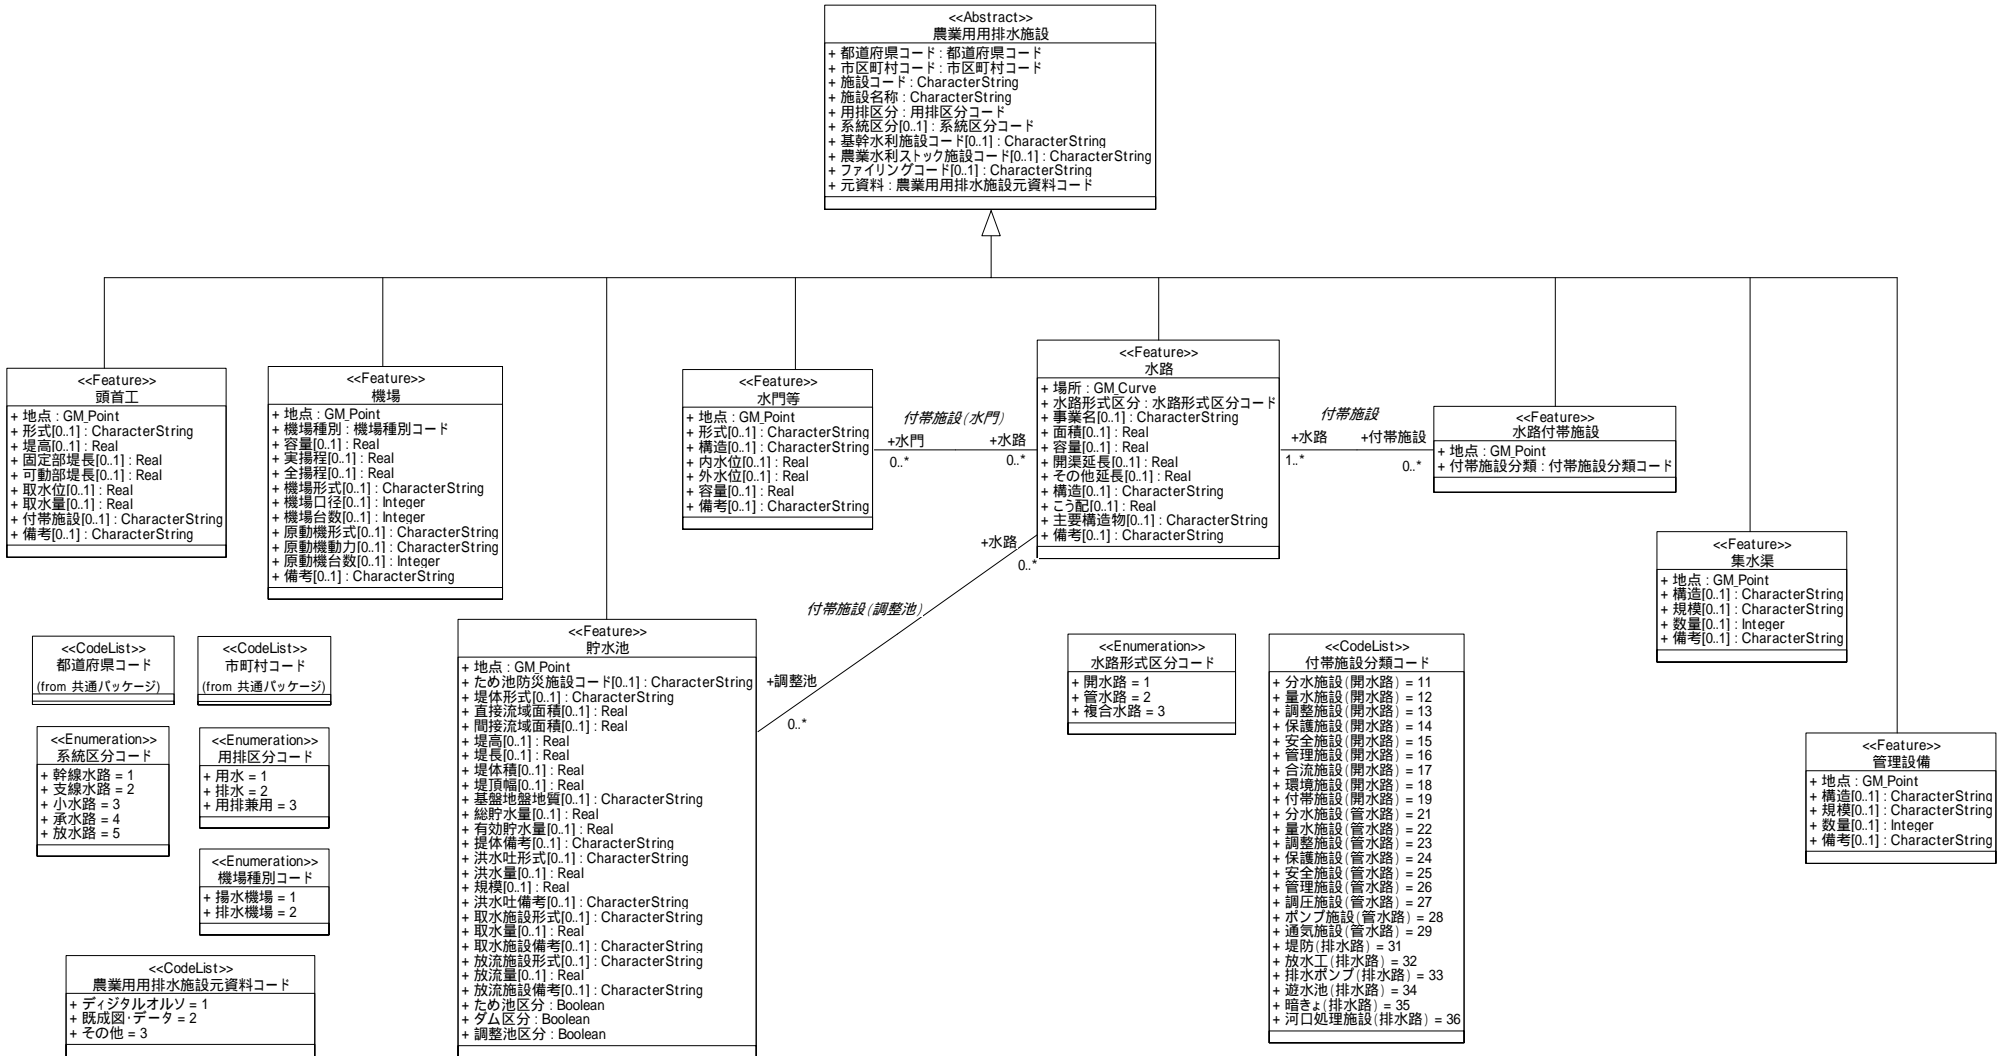 <<Abstract>>
農業用用排水施設
+ 都道府県コード : 都道府県コード
+ 市区町村コード : 市区町村コード
+ 施設コード : CharacterString
+ 施設名称 : CharacterString
+ 用排区分 : 用排区分コード
+ 系統区分[0..1] : 系統区分コード
+ 基幹水利施設コード[0..1] : CharacterString
+ 農業水利ストック施設コード[0..1] : CharacterString
+ ファイリングコード[0..1] : CharacterString
+ 元資料 : 農業用用排水施設元資料コード
<<Feature>>
頭首工
+ 地点 : GM_Point
+ 形式[0..1] : CharacterString
+ 堤高[0..1] : Real
+ 固定部堤長[0..1] : Real
+ 可動部堤長[0..1] : Real
+ 取水位[0..1] : Real
+ 取水量[0..1] : Real
+ 付帯施設[0..1] : CharacterString
+ 備考[0..1] : CharacterString
<<Feature>>
機場
+ 地点 : GM_Point
+ 機場種別 : 機場種別コード
+ 容量[0..1] : Real
+ 実揚程[0..1] : Real
+ 全揚程[0..1] : Real
+ 機場形式[0..1] : CharacterString
+ 機場口径[0..1] : Integer
+ 機場台数[0..1] : Integer
+ 原動機形式[0..1] : CharacterString
+ 原動機動力[0..1] : CharacterString
+ 原動機台数[0..1] : Integer
+ 備考[0..1] : CharacterString
<<Feature>>
水門等
+ 地点 : GM_Point
+ 形式[0..1] : CharacterString
+ 構造[0..1] : CharacterString
+ 内水位[0..1] : Real
+ 外水位[0..1] : Real
+ 容量[0..1] : Real
+ 備考[0..1] : CharacterString
付帯施設(水門)
+水門
+水路
0..*
0..*
<<Feature>>
水路
+ 場所 : GM_Curve
+ 水路形式区分 : 水路形式区分コード
+ 事業名[0..1] : CharacterString
+ 面積[0..1] : Real
+ 容量[0..1] : Real
+ 開渠延長[0..1] : Real
+ その他延長[0..1] : Real
+ 構造[0..1] : CharacterString
+ こう配[0..1] : Real
+ 主要構造物[0..1] : CharacterString
+ 備考[0..1] : CharacterString
付帯施設
+水路
+付帯施設
1..*
0..*
<<Feature>>
水路付帯施設
+ 地点 : GM_Point
+ 付帯施設分類 : 付帯施設分類コード
<<Feature>>
集水渠
+ 地点 : GM_Point
+ 構造[0..1] : CharacterString
+ 規模[0..1] : CharacterString
+ 数量[0..1] : Integer
+ 備考[0..1] : CharacterString
<<Feature>>
管理設備
+ 地点 : GM_Point
+ 構造[0..1] : CharacterString
+ 規模[0..1] : CharacterString
+ 数量[0..1] : Integer
+ 備考[0..1] : CharacterString
+水路
0..*
付帯施設(調整池)
+調整池
0..*
<<Feature>>
貯水池
+ 地点 : GM_Point
+ ため池防災施設コード[0..1] : CharacterString
+ 堤体形式[0..1] : CharacterString
+ 直接流域面積[0..1] : Real
+ 間接流域面積[0..1] : Real
+ 堤高[0..1] : Real
+ 堤長[0..1] : Real
+ 堤体積[0..1] : Real
+ 堤頂幅[0..1] : Real
+ 基盤地盤地質[0..1] : CharacterString
+ 総貯水量[0..1] : Real
+ 有効貯水量[0..1] : Real
+ 提体備考[0..1] : CharacterString
+ 洪水吐形式[0..1] : CharacterString
+ 洪水量[0..1] : Real
+ 規模[0..1] : Real
+ 洪水吐備考[0..1] : CharacterString
+ 取水施設形式[0..1] : CharacterString
+ 取水量[0..1] : Real
+ 取水施設備考[0..1] : CharacterString
+ 放流施設形式[0..1] : CharacterString
+ 放流量[0..1] : Real
+ 放流施設備考[0..1] : CharacterString
+ ため池区分 : Boolean
+ ダム区分 : Boolean
+ 調整池区分 : Boolean
<<CodeList>>
都道府県コード
(from 共通パッケージ)
<<CodeList>>
市町村コード
(from 共通パッケージ)
<<Enumeration>>
系統区分コード
+ 幹線水路 = 1
+ 支線水路 = 2
+ 小水路 = 3
+ 承水路 = 4
+ 放水路 = 5
<<Enumeration>>
用排区分コード
+ 用水 = 1
+ 排水 = 2
+ 用排兼用 = 3
<<Enumeration>>
機場種別コード
+ 揚水機場 = 1
+ 排水機場 = 2
<<CodeList>>
農業用用排水施設元資料コード
+ ディジタルオルソ = 1
+ 既成図・データ = 2
+ その他 = 3
<<Enumeration>>
水路形式区分コード
+ 開水路 = 1
+ 管水路 = 2
+ 複合水路 = 3
<<CodeList>>
付帯施設分類コード
+ 分水施設(開水路) = 11
+ 量水施設(開水路) = 12
+ 調整施設(開水路) = 13
+ 保護施設(開水路) = 14
+ 安全施設(開水路) = 15
+ 管理施設(開水路) = 16
+ 合流施設(開水路) = 17
+ 環境施設(開水路) = 18
+ 付帯施設(開水路) = 19
+ 分水施設(管水路) = 21
+ 量水施設(管水路) = 22
+ 調整施設(管水路) = 23
+ 保護施設(管水路) = 24
+ 安全施設(管水路) = 25
+ 管理施設(管水路) = 26
+ 調圧施設(管水路) = 27
+ ポンプ施設(管水路) = 28
+ 通気施設(管水路) = 29
+ 堤防(排水路) = 31
+ 放水工(排水路) = 32
+ 排水ポンプ(排水路) = 33
+ 遊水池(排水路) = 34
+ 暗きょ(排水路) = 35
+ 河口処理施設(排水路) = 36